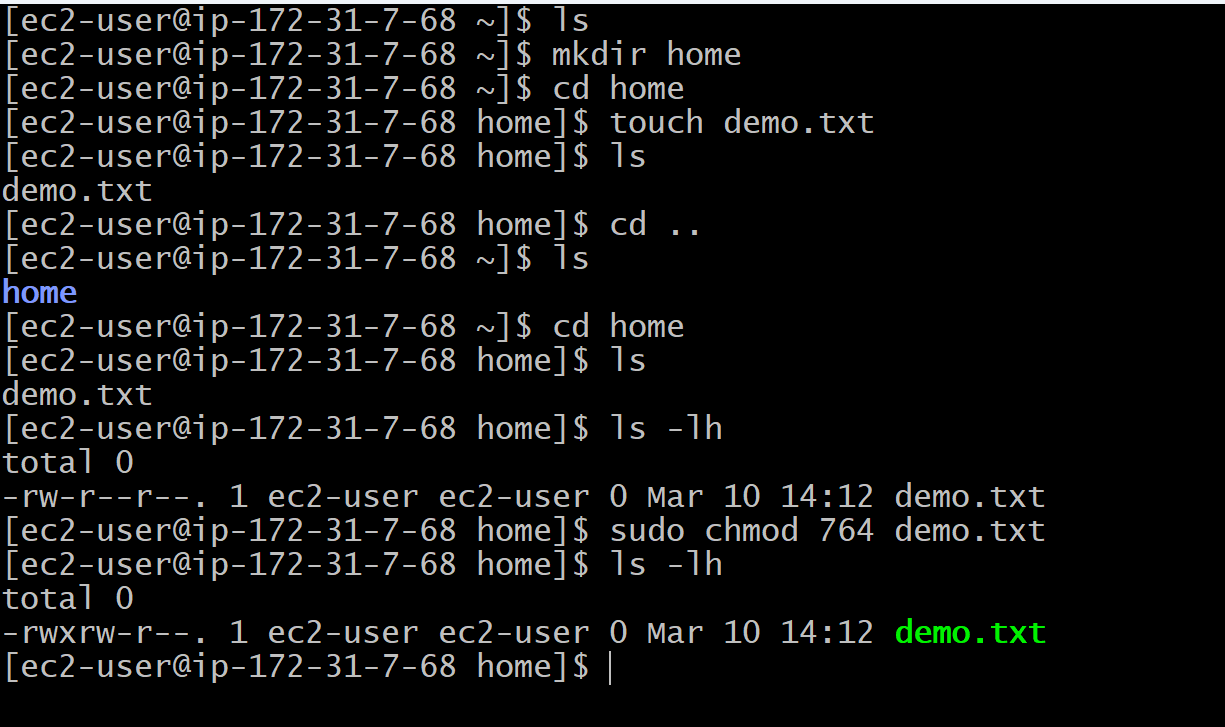 [ec2-user@ip-172-31-7-68 ~]$ ls
[ec2-user@ip-172-31-7-68 ~]$ mkdir home
[ec2-user@ip-172-31-7-68 ~]$ cd home
[ec2-user@ip-172-31-7-68 home]$ touch demo.txt
[ec2-user@ip-172-31-7-68 home]$ ls
demo.txt
[ec2-user@ip-172-31-7-68 home]$ cd ..
[ec2-user@ip-172-31-7-68 ~]$ ls
home
[ec2-user@ip-172-31-7-68 ~]$ cd home
[ec2-user@ip-172-31-7-68 home]$ ls
demo.txt
[ec2-user@ip-172-31-7-68 home]$ ls -lh
total 0
-rw-r--r--. 1 ec2-user ec2-user 0 Mar 10 14:12 demo.txt
[ec2-user@ip-172-31-7-68 home]$ sudo chmod 764 demo.txt
[ec2-user@ip-172-31-7-68 home]$ ls -lh
total 0
-rwxrw-r--. 1 ec2-user ec2-user 0 Mar 10 14:12 demo.txt
[ec2-user@ip-172-31-7-68 home]$